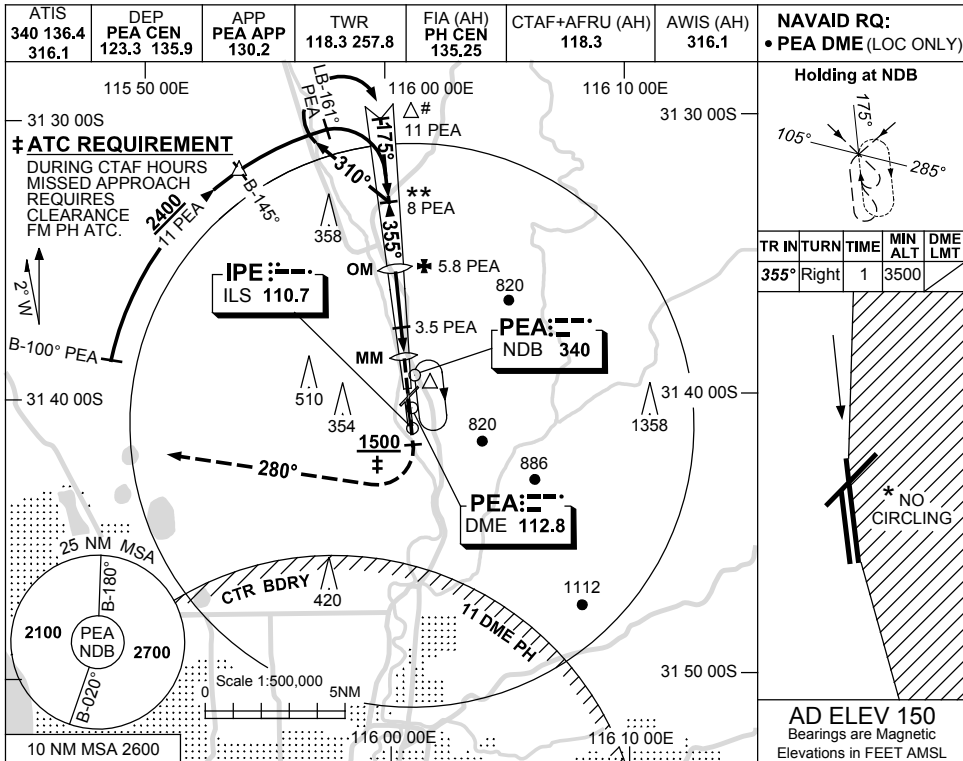 ATIS
340 136.4
316.1
DEP
PEA CEN
123.3 135.9
APP
PEA APP
130.2
TWR
118.3 257.8
FIA (AH)
PH CEN
135.25
CTAF+AFRU (AH)
118.3
AWIS (AH)
316.1
NAVAID RQ:
• PEA DME (LOC ONLY)
115 50 00E
116 00 00E
116 10 00E
31 30 00S
31 30 00S
‡ ATC REQUIREMENT
DURING CTAF HOURS
MISSED APPROACH
REQUIRES
CLEARANCE
FM PH ATC.
LB-161°
PEA
#
11 PEA
175°
310°
**
8 PEA
355°
2400
11 PEA
B-145°
358
2°W
OM
5.8 PEA
IPE
ILS 110.7
820
3.5 PEA
PEA
NDB 340
MM
B-100° PEA
31 40 00S
31 40 00S
510
354
1358
820
1500
‡
280°
886
PEA
DME 112.8
1112
25 NM MSA
B-180°
2100
PEA
NDB
2700
B-020°
CTR BDRY
420
11 DME PH
31 50 00S
Scale 1:500,000
0
5NM
10 NM MSA 2600
116 00 00E
116 10 00E
Holding at NDB
175°
105°
285°
TR IN TURN TIME MIN ALT DME LMT
355° Right 1 3500
* NO
CIRCLING
AD ELEV 150
Bearings are Magnetic
Elevations in FEET AMSL